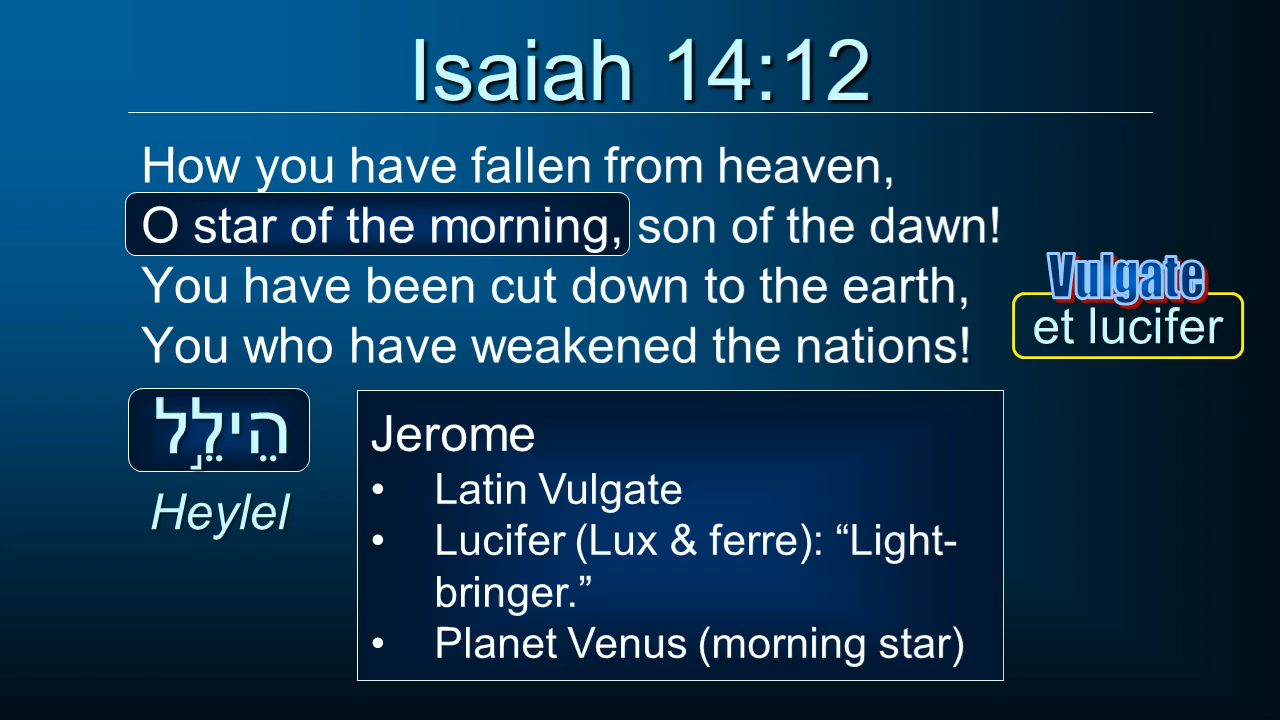 Isaiah 14:12
How you have fallen from heaven,
O star of the morning, son of the dawn!
You have been cut down to the earth,
You who have weakened the nations!
Vulgate
et lucifer
הֵילֵ֣ל
Heylel
Jerome
• Latin Vulgate
• Lucifer (Lux & ferre): “Light-
bringer.”
• Planet Venus (morning star)